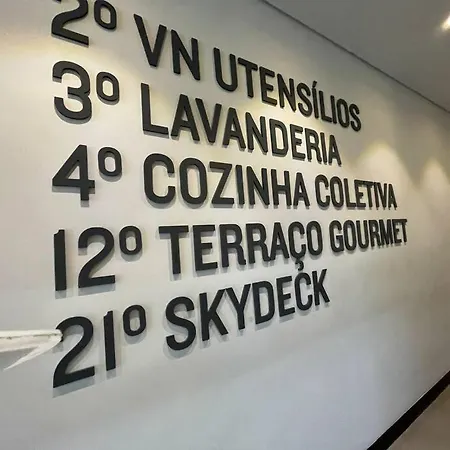 2º VN UTENSÍLIOS
3º LAVANDERIA
4º COZINHA COLETIVA
12º TERRAÇO GOURMET
21º SKYDECK